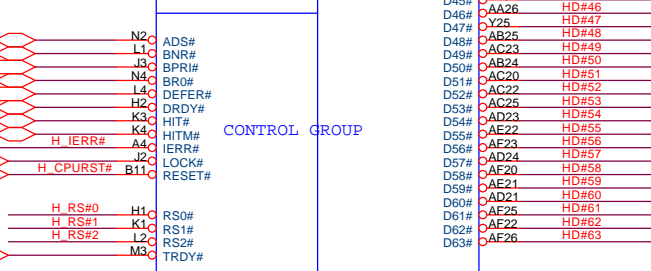 D45#
D46# AA26 HD#46
D47# Y25 HD#47
N2 ADS# D48# AB25 HD#48
L1 BNR# D49# AC23 HD#49
J3 BPRI# D50# AB24 HD#50
N4 BR0# D51# AC20 HD#51
L4 DEFER# D52# AC22 HD#52
H2 DRDY# D53# AC25 HD#53
K3 HIT# D54# AD23 HD#54
K4 HITM# CONTROL GROUP D55# AE22 HD#55
H_IERR# A4 IERR# D56# AF23 HD#56
J2 LOCK# D57# AD24 HD#57
H_CPURST# B11 RESET# D58# AF20 HD#58
D59# AE21 HD#59
D60# AD21 HD#60
H_RS#0 H1 RS0# D61# AF25 HD#61
H_RS#1 K1 RS1# D62# AF22 HD#62
H_RS#2 L2 RS2# D63# AF26 HD#63
M3 TRDY#